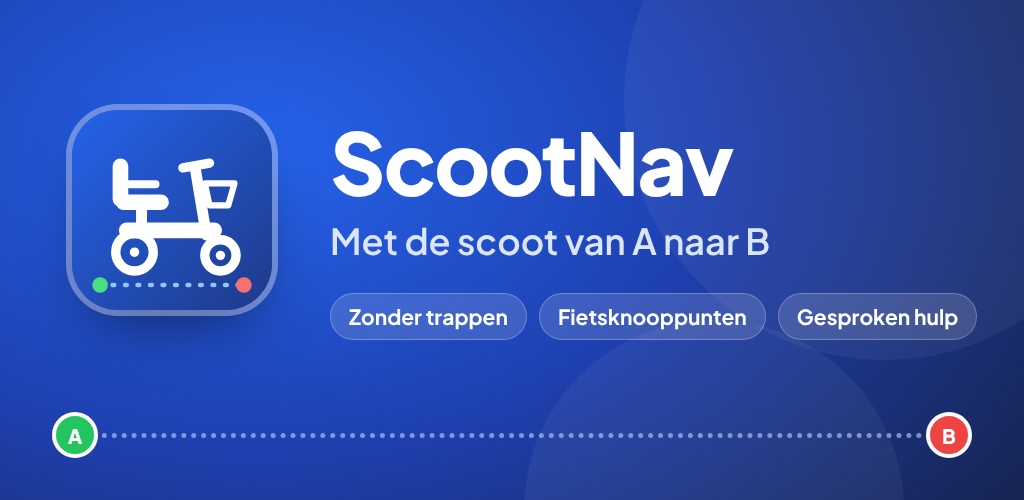 ScootNav
Met de scoot van A naar B
Zonder trappen
Fietsknooppunten
Gesproken hulp
A
B